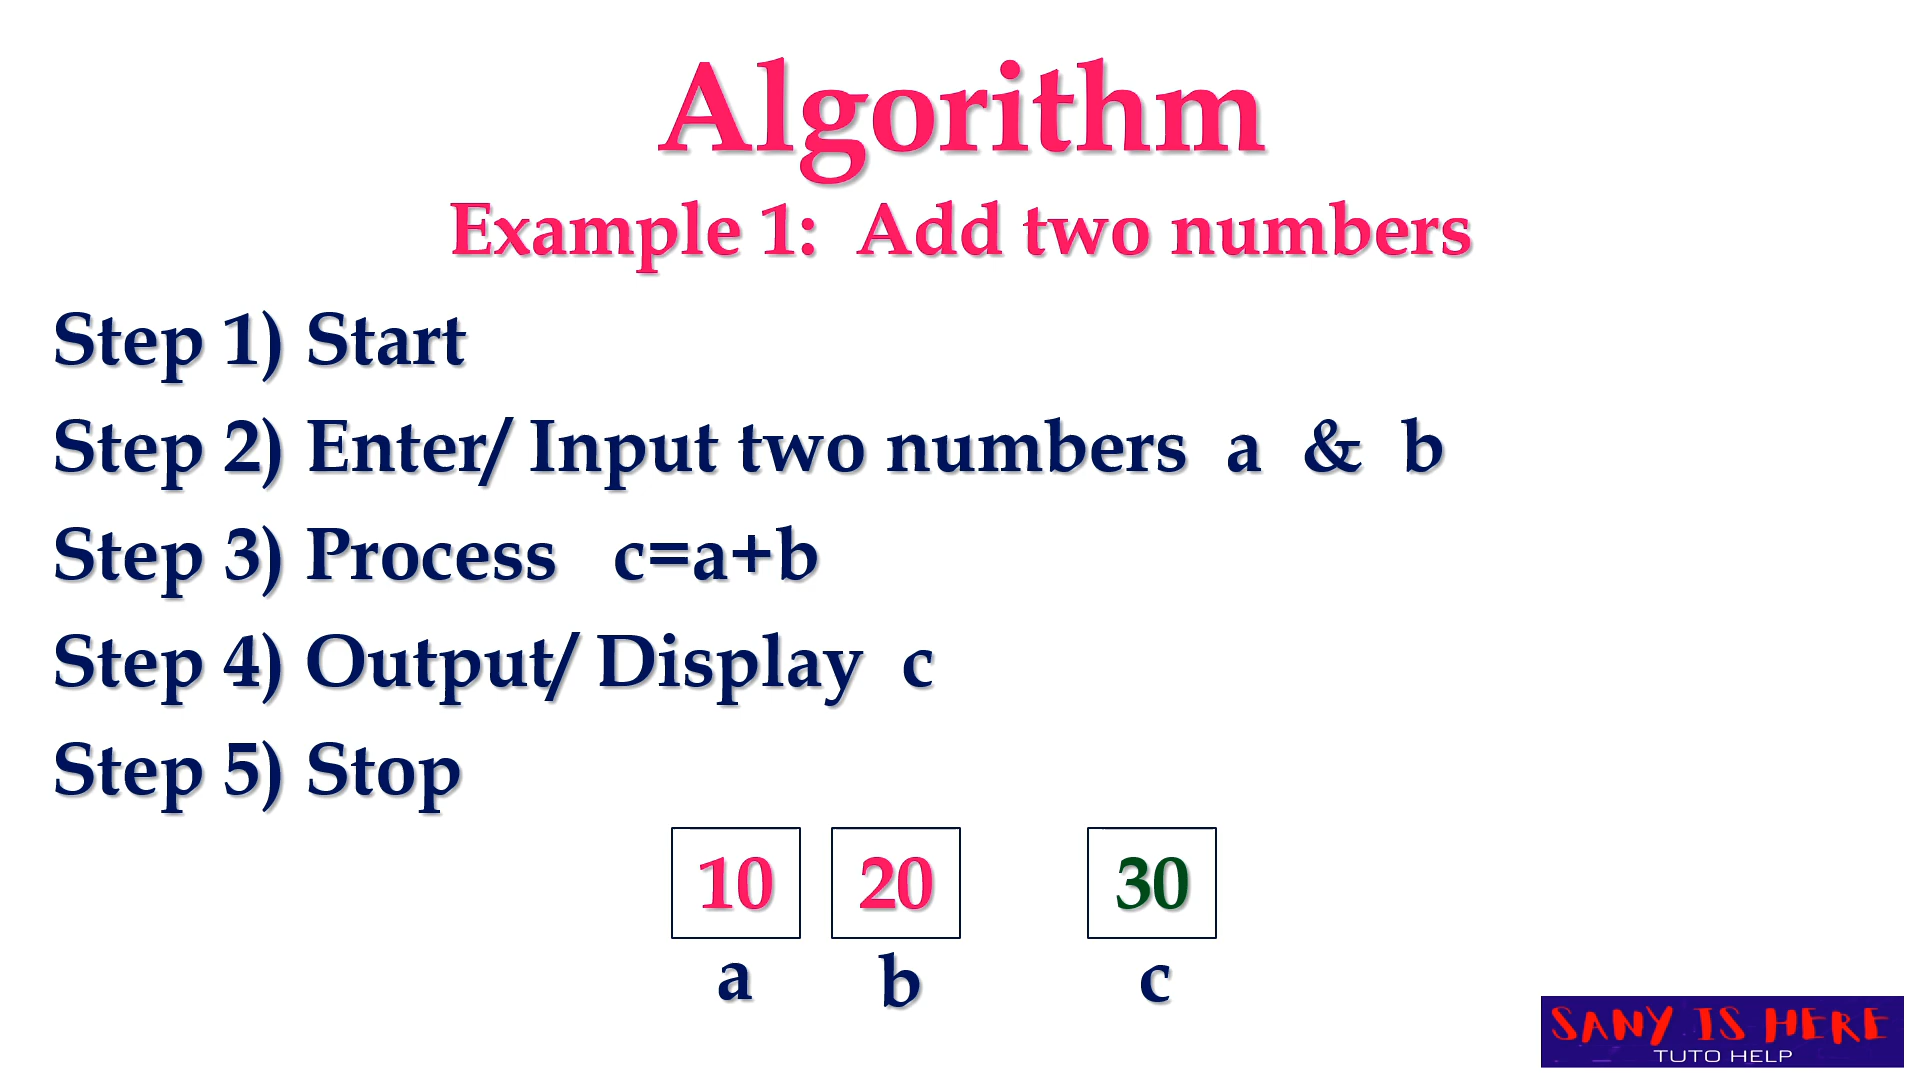 Algorithm
Example 1:  Add two numbers
Step 1) Start
Step 2) Enter/ Input two numbers  a  &  b
Step 3) Process   c=a+b
Step 4) Output/ Display  c
Step 5) Stop
10 20 30
a b c
SANY IS HERE
TUTO HELP